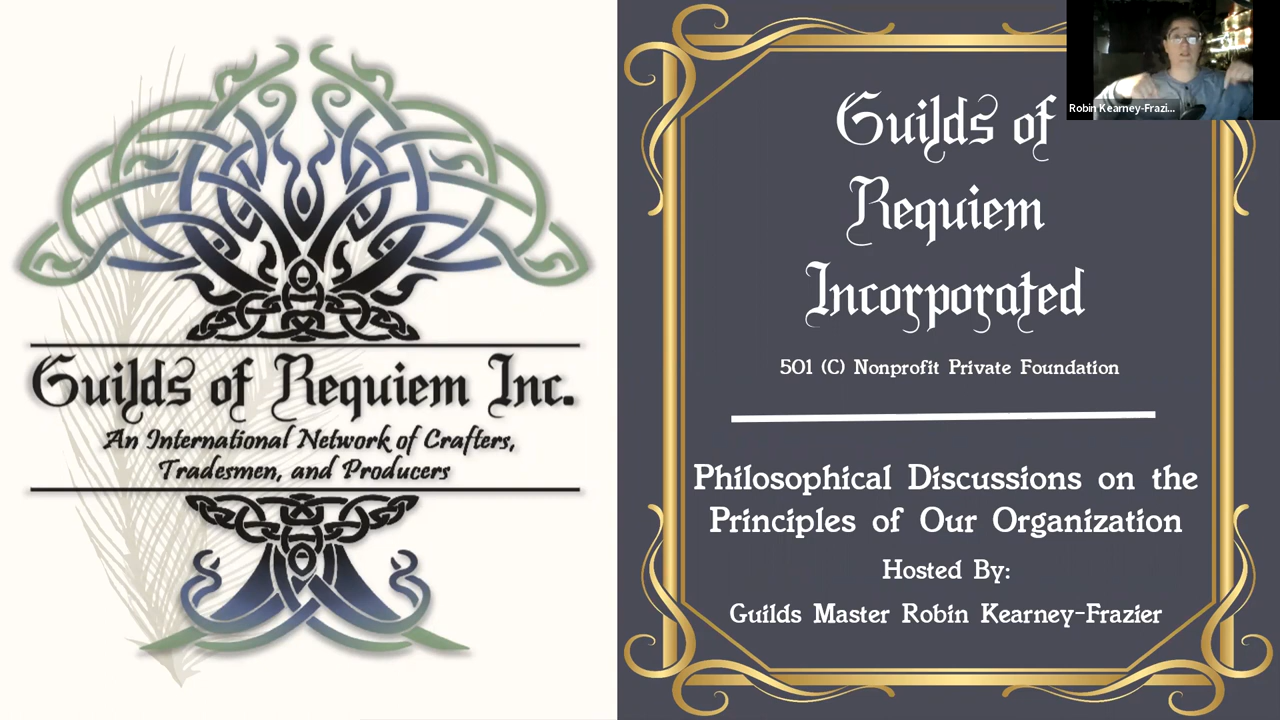 Guilds of Requiem Inc.
An International Network of Crafters,
Tradesmen, and Producers
Guilds of
Requiem
Incorporated
501 (C) Nonprofit Private Foundation
Philosophical Discussions on the
Principles of Our Organization
Hosted By:
Guilds Master Robin Kearney-Frazier
Robin Kearney-Frazi...